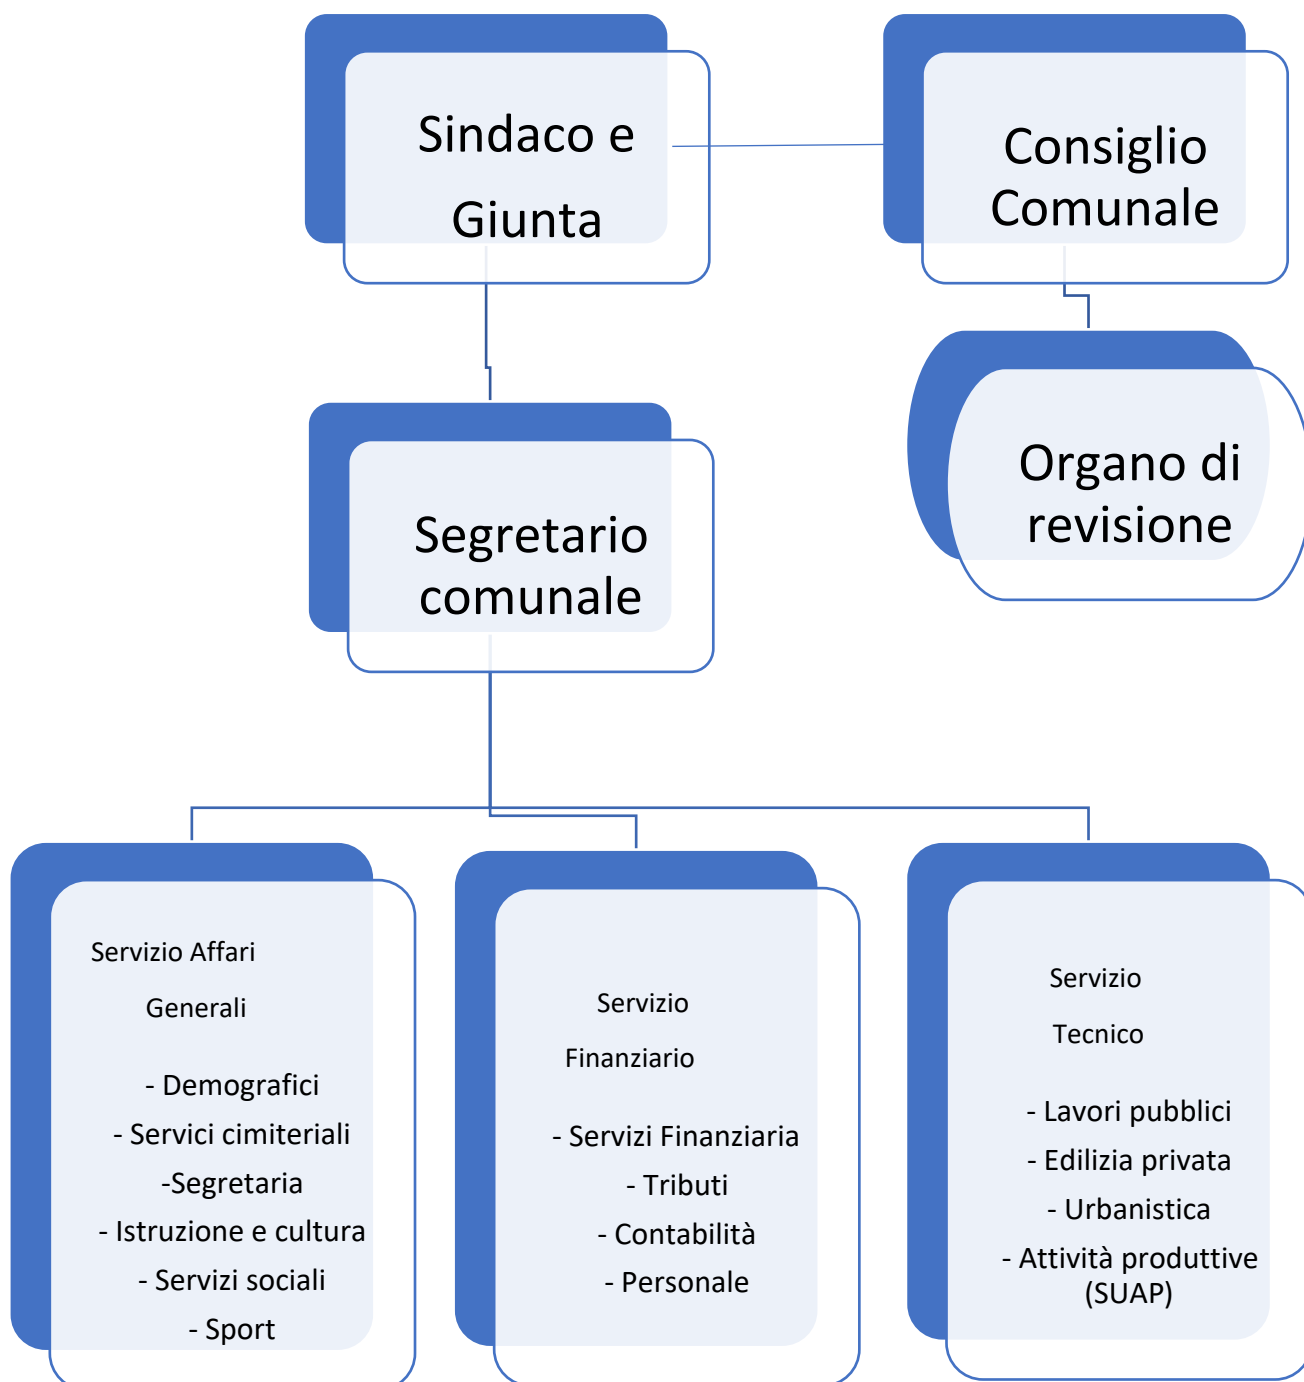 Sindaco e
Giunta
Consiglio
Comunale
Organo di
revisione
Segretario
comunale
Servizio Affari
Generali
- Demografici
- Servici cimiteriali
-Segretaria
- Istruzione e cultura
- Servizi sociali
- Sport
Servizio
Finanziario
- Servizi Finanziaria
- Tributi
- Contabilità
- Personale
Servizio
Tecnico
- Lavori pubblici
- Edilizia privata
- Urbanistica
- Attività produttive
(SUAP)